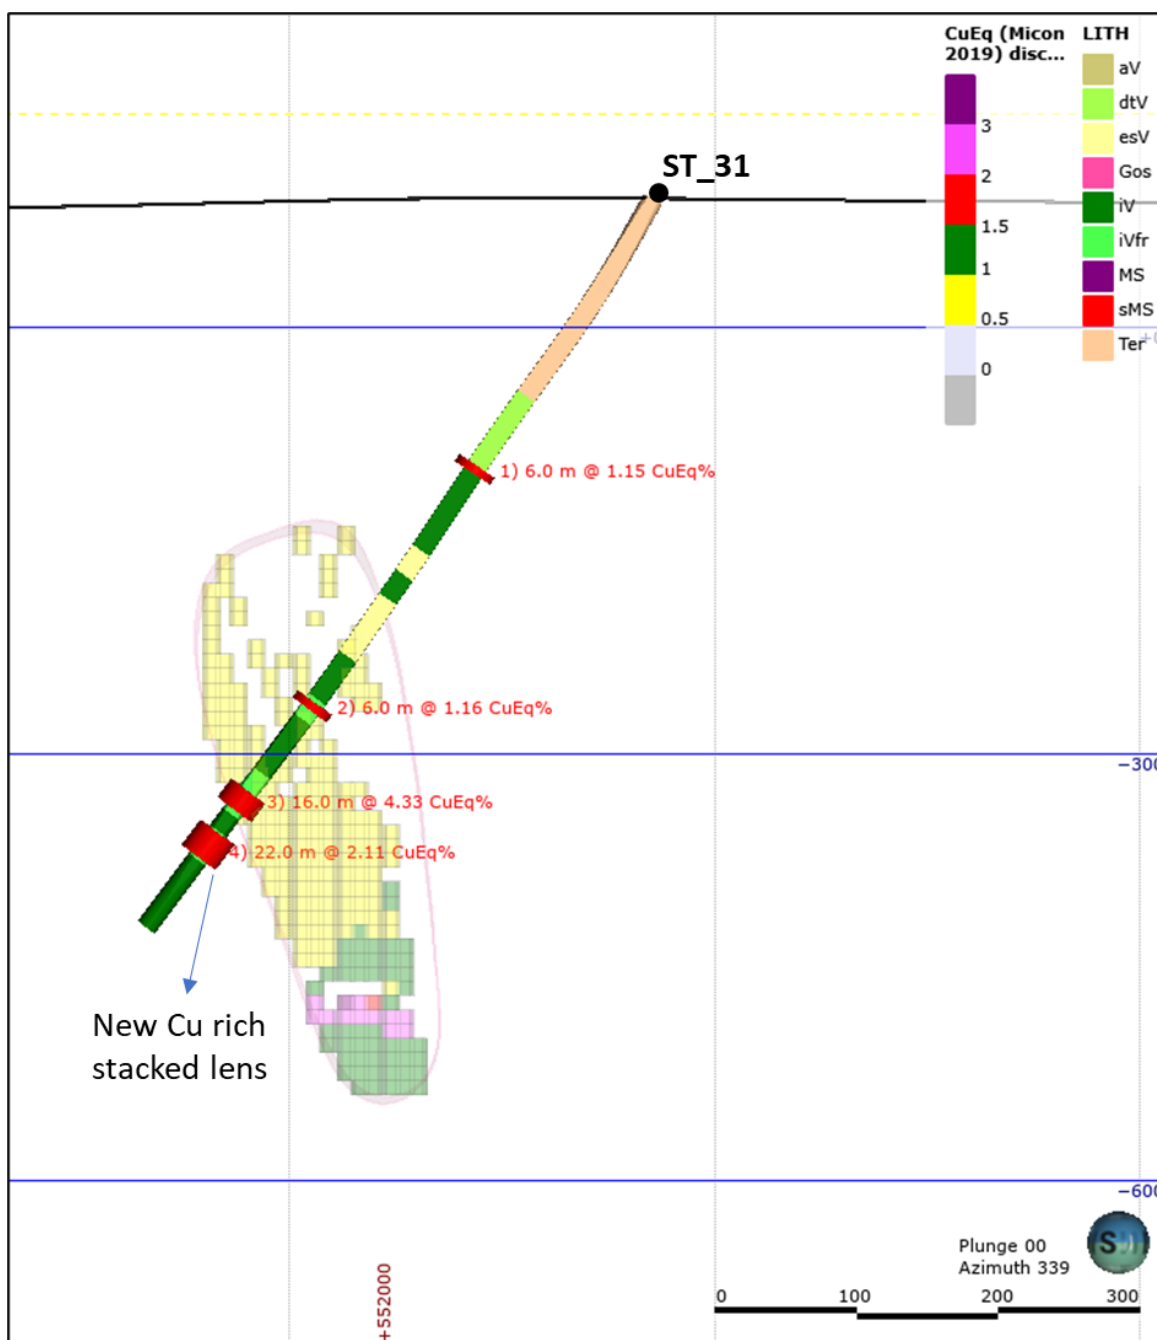 CuEq (Micon
2019) disc...
3
2
1.5
1
0.5
0
LITH
aV
dtV
esV
Gos
iV
iVfr
MS
sMS
Ter
ST_31
+0
1) 6.0 m @ 1.15 CuEq%
2) 6.0 m @ 1.16 CuEq%
-300
3) 16.0 m @ 4.33 CuEq%
4) 22.0 m @ 2.11 CuEq%
New Cu rich
stacked lens
-600
+552000
Plunge 00
Azimuth 339
S
0 100 200 300